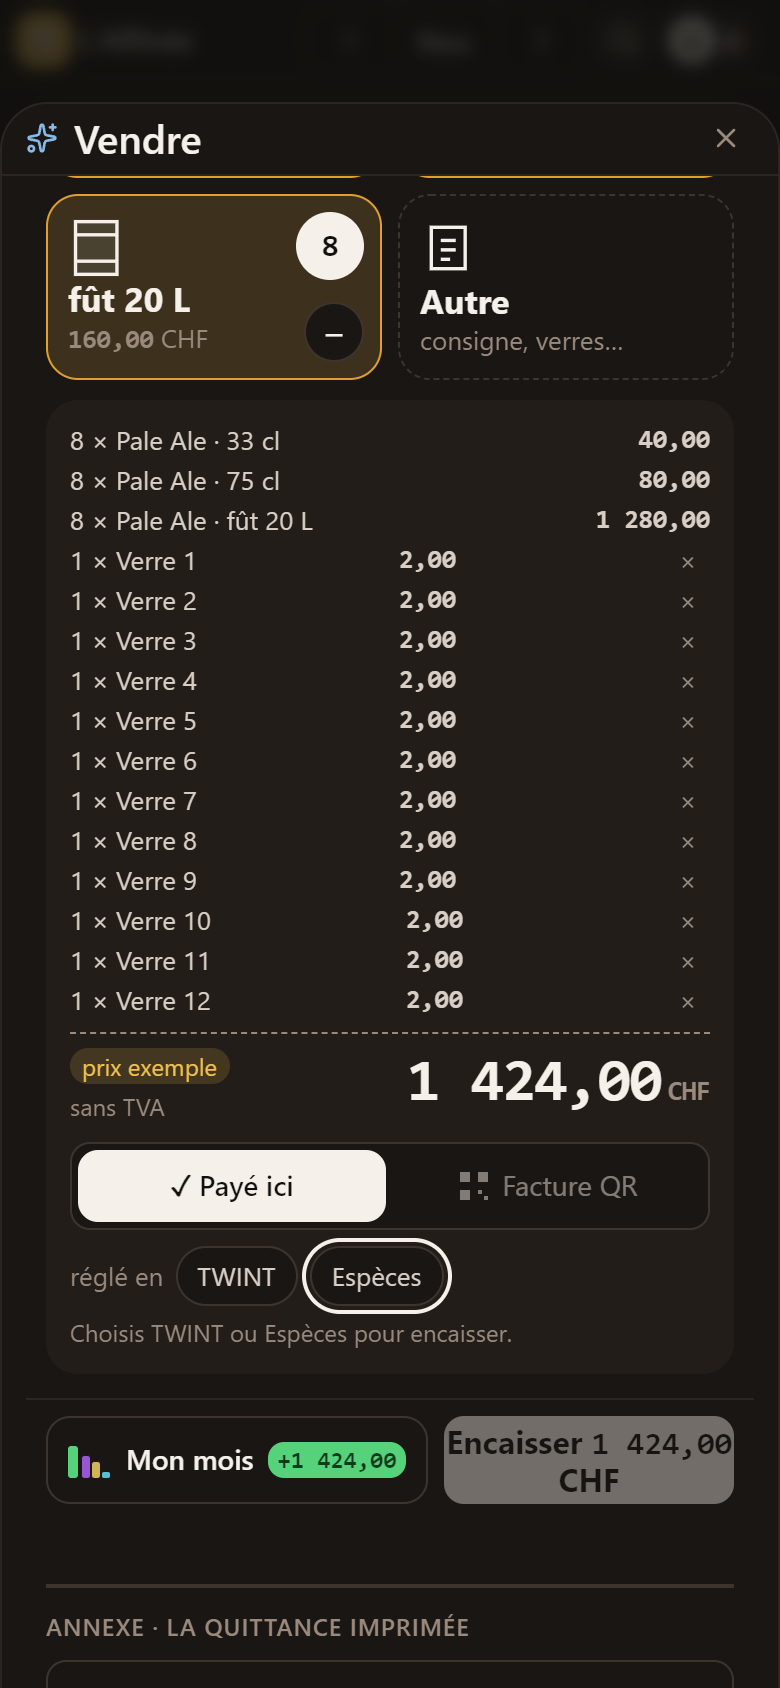 Vendre
×
8
fût 20 L
160,00 CHF
–
Autre
consigne, verres...
8 × Pale Ale · 33 cl 40,00
8 × Pale Ale · 75 cl 80,00
8 × Pale Ale · fût 20 L 1 280,00
1 × Verre 1 2,00 ×
1 × Verre 2 2,00 ×
1 × Verre 3 2,00 ×
1 × Verre 4 2,00 ×
1 × Verre 5 2,00 ×
1 × Verre 6 2,00 ×
1 × Verre 7 2,00 ×
1 × Verre 8 2,00 ×
1 × Verre 9 2,00 ×
1 × Verre 10 2,00 ×
1 × Verre 11 2,00 ×
1 × Verre 12 2,00 ×
prix exemple
sans TVA
1 424,00 CHF
✓ Payé ici
Facture QR
réglé en TWINT Espèces
Choisis TWINT ou Espèces pour encaisser.
Mon mois +1 424,00
Encaisser 1 424,00
CHF
ANNEXE · LA QUITTANCE IMPRIMÉE